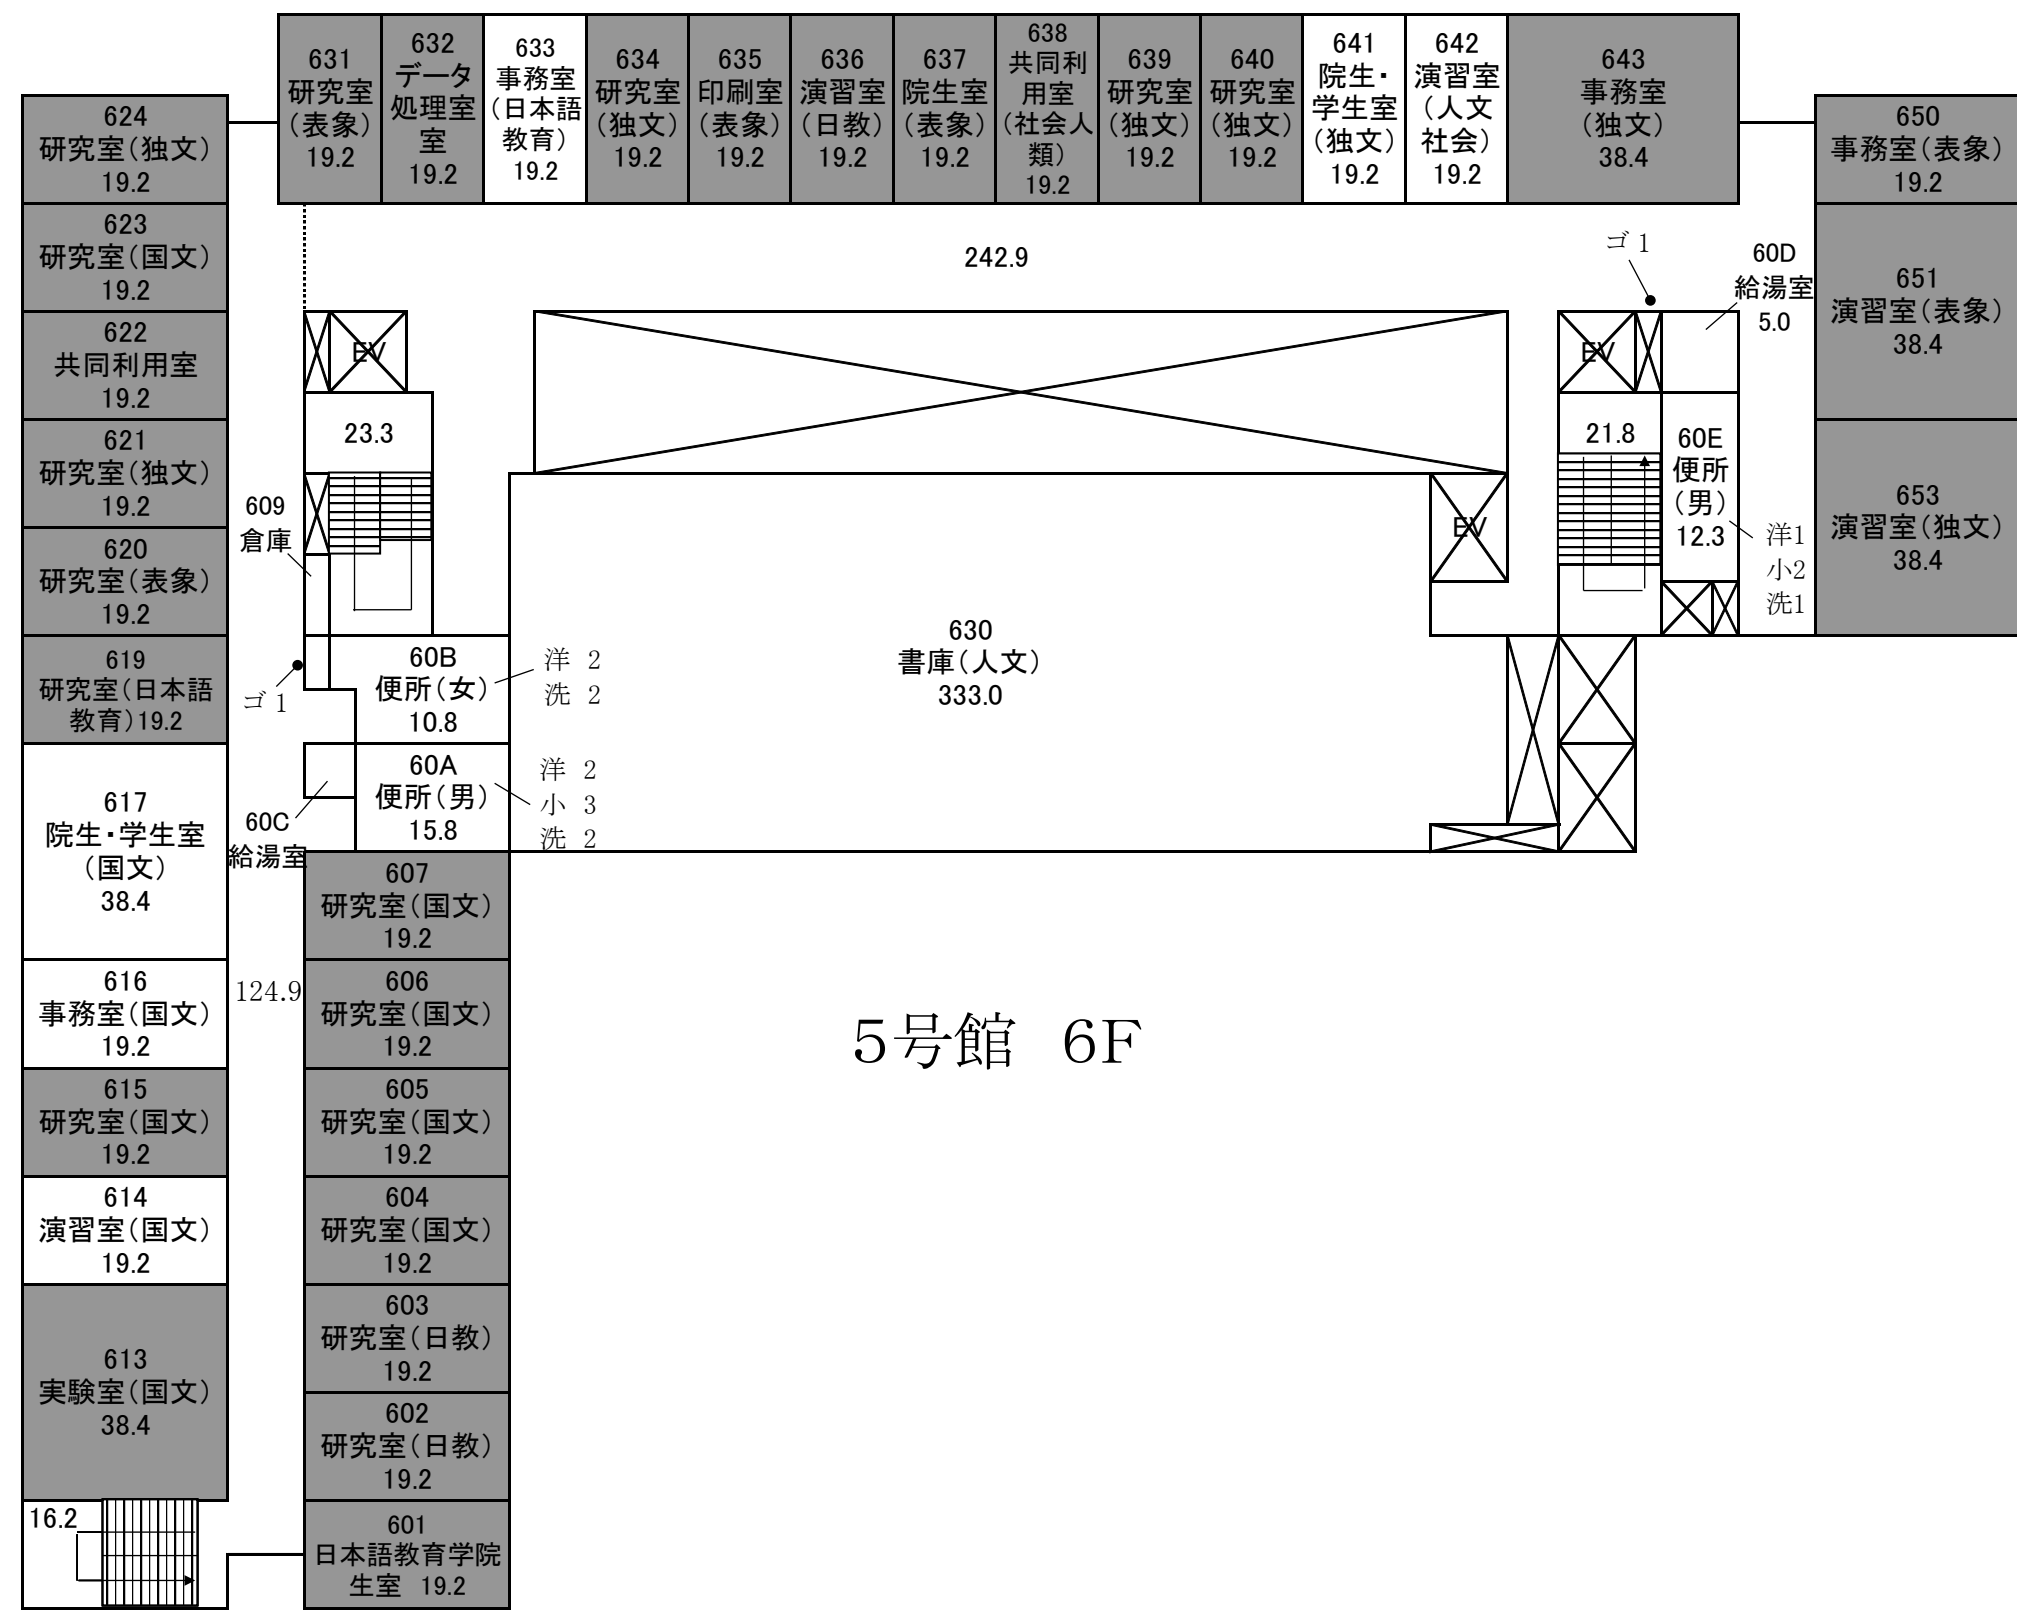 631
研究室
（表象）
19.2
632
データ
処理室
室
19.2
633
事務室
（日本語
教育）
19.2
634
研究室
（独文）
19.2
635
印刷室
（表象）
19.2
636
演習室
（日教）
19.2
637
院生室
（表象）
19.2
638
共同利
用室
（社会人
類）
19.2
639
研究室
（独文）
19.2
640
研究室
（独文）
19.2
641
院生・
学生室
（独文）
19.2
642
演習室
（人文
社会）
19.2
643
事務室
（独文）
38.4
624
研究室（独文）
19.2
623
研究室（国文）
19.2
622
共同利用室
19.2
621
研究室（独文）
19.2
620
研究室（表象）
19.2
619
研究室（日本語
教育）19.2
617
院生・学生室
（国文）
38.4
616
事務室（国文）
19.2
615
研究室（国文）
19.2
614
演習室（国文）
19.2
613
実験室（国文）
38.4
16.2
242.9
EV
23.3
609
倉庫
ゴ 1
60B
便所（女）
10.8
洋 2
洗 2
60A
便所（男）
15.8
洋 2
小 3
洗 2
60C
給湯室
124.9
607
研究室（国文）
19.2
606
研究室（国文）
19.2
605
研究室（国文）
19.2
604
研究室（国文）
19.2
603
研究室（日教）
19.2
602
研究室（日教）
19.2
601
日本語教育学院
生室 19.2
630
書庫（人文）
333.0
EV
ゴ 1
EV
60D
給湯室
5.0
21.8
60E
便所
（男）
12.3
洋1
小2
洗1
650
事務室（表象）
19.2
651
演習室（表象）
38.4
653
演習室（独文）
38.4
５号館 ６F